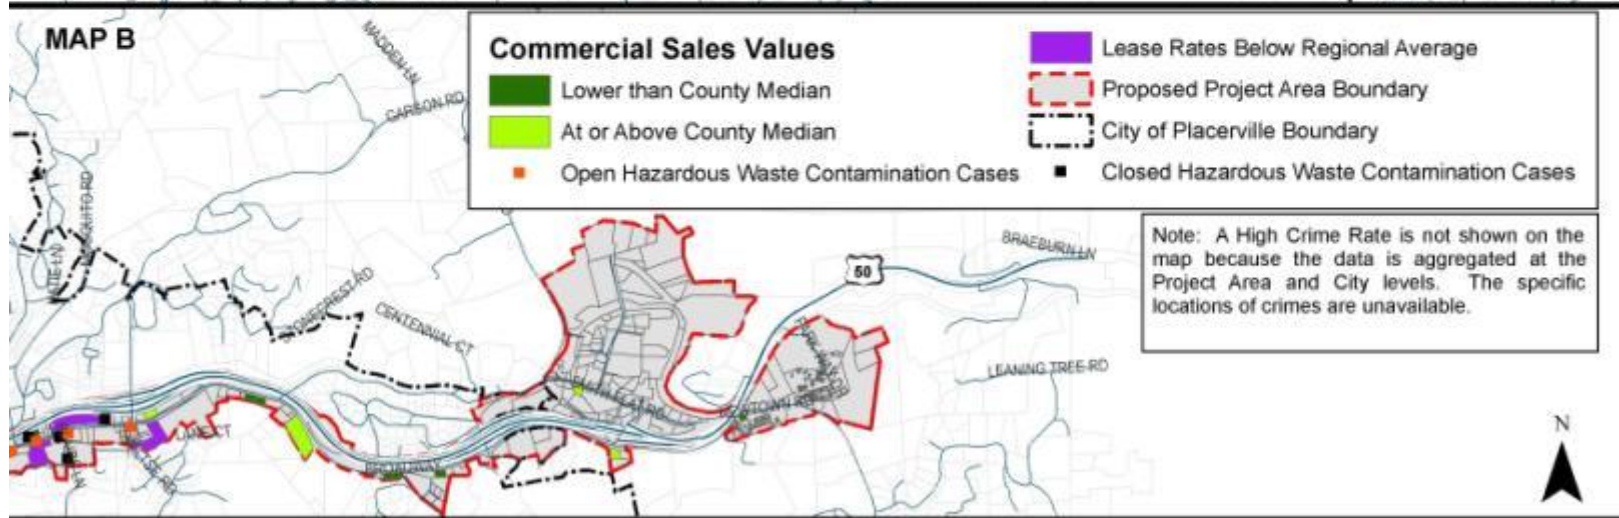 MAP B
Commercial Sales Values
Lower than County Median
At or Above County Median
Open Hazardous Waste Contamination Cases
Lease Rates Below Regional Average
Proposed Project Area Boundary
City of Placerville Boundary
Closed Hazardous Waste Contamination Cases
Note: A High Crime Rate is not shown on the
map because the data is aggregated at the
Project Area and City levels. The specific
locations of crimes are unavailable.
MADDEN LN
CARSON RD
50
BRAEBURN LN
CENTENNIAL CT
LEANING TREE RD
BROADWAY
N